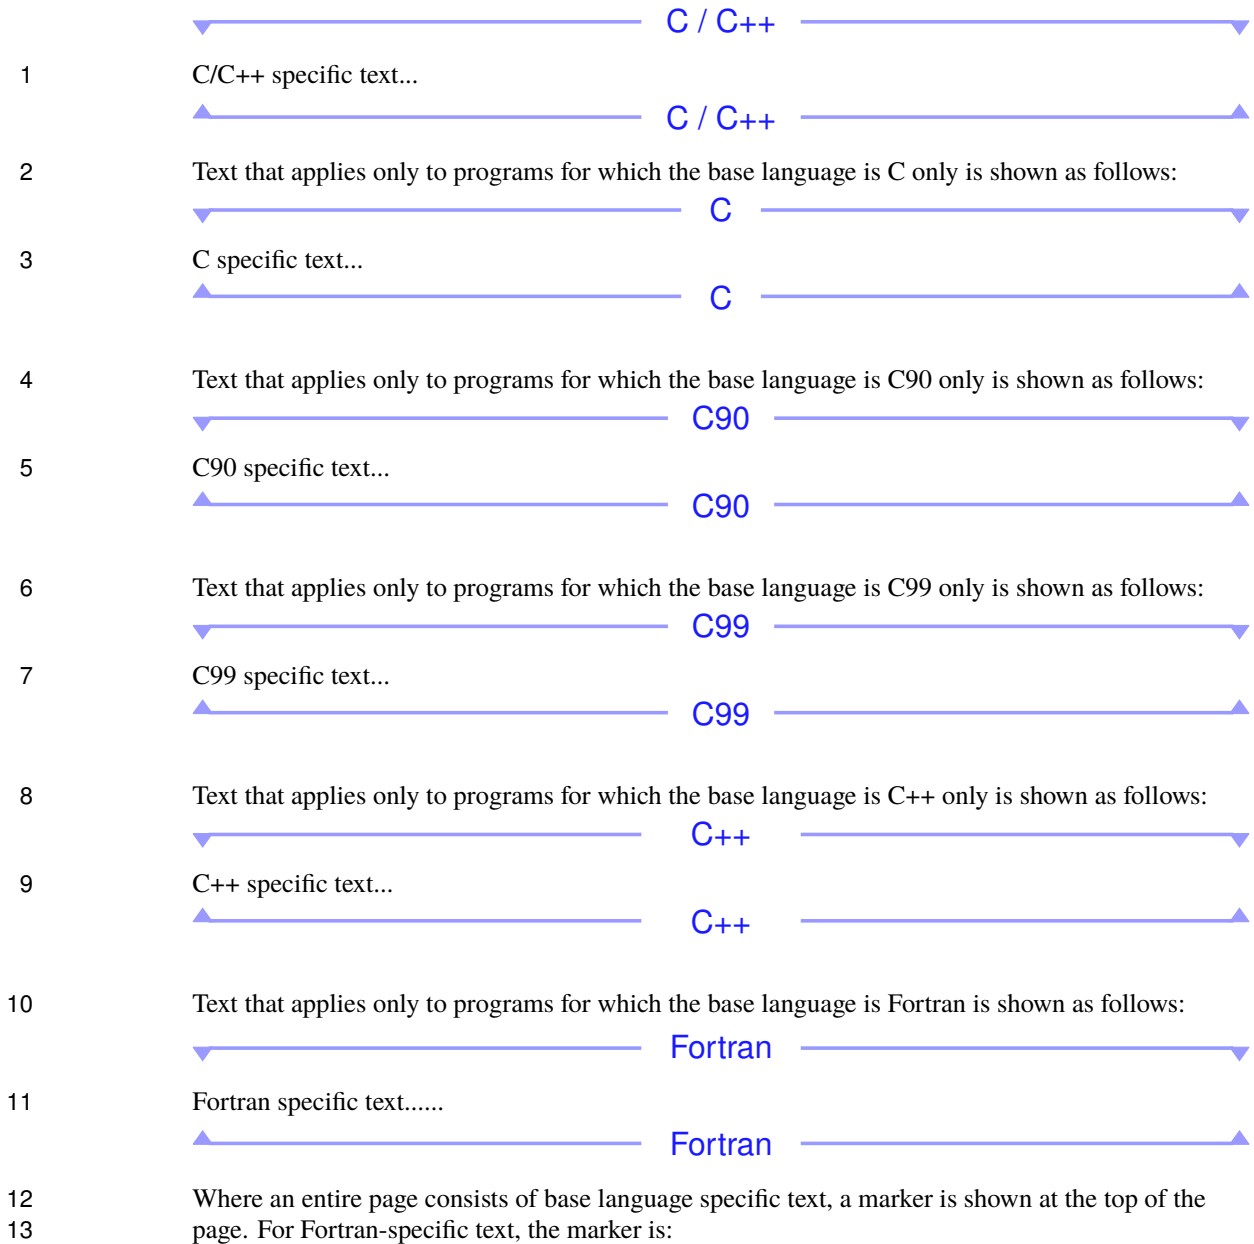 C / C++
1 C/C++ specific text...
C / C++
2 Text that applies only to programs for which the base language is C only is shown as follows:
C
3 C specific text...
C
4 Text that applies only to programs for which the base language is C90 only is shown as follows:
C90
5 C90 specific text...
C90
6 Text that applies only to programs for which the base language is C99 only is shown as follows:
C99
7 C99 specific text...
C99
8 Text that applies only to programs for which the base language is C++ only is shown as follows:
C++
9 C++ specific text...
C++
10 Text that applies only to programs for which the base language is Fortran is shown as follows:
Fortran
11 Fortran specific text......
Fortran
12 Where an entire page consists of base language specific text, a marker is shown at the top of the
13 page. For Fortran-specific text, the marker is: